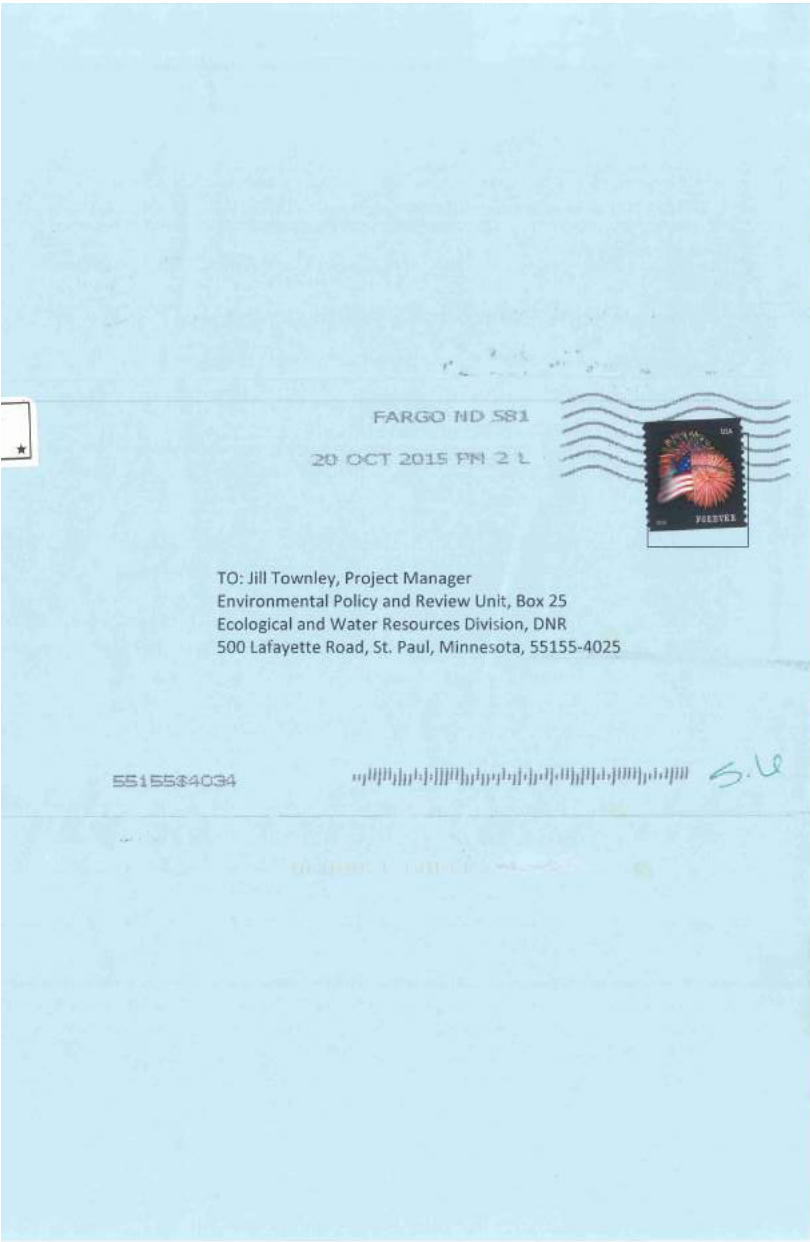 FARGO ND 581
20 OCT 2015 PM 2 L
USA
FOREVER
TO: Jill Townley, Project Manager
Environmental Policy and Review Unit, Box 25
Ecological and Water Resources Division, DNR
500 Lafayette Road, St. Paul, Minnesota, 55155-4025
55155$4034